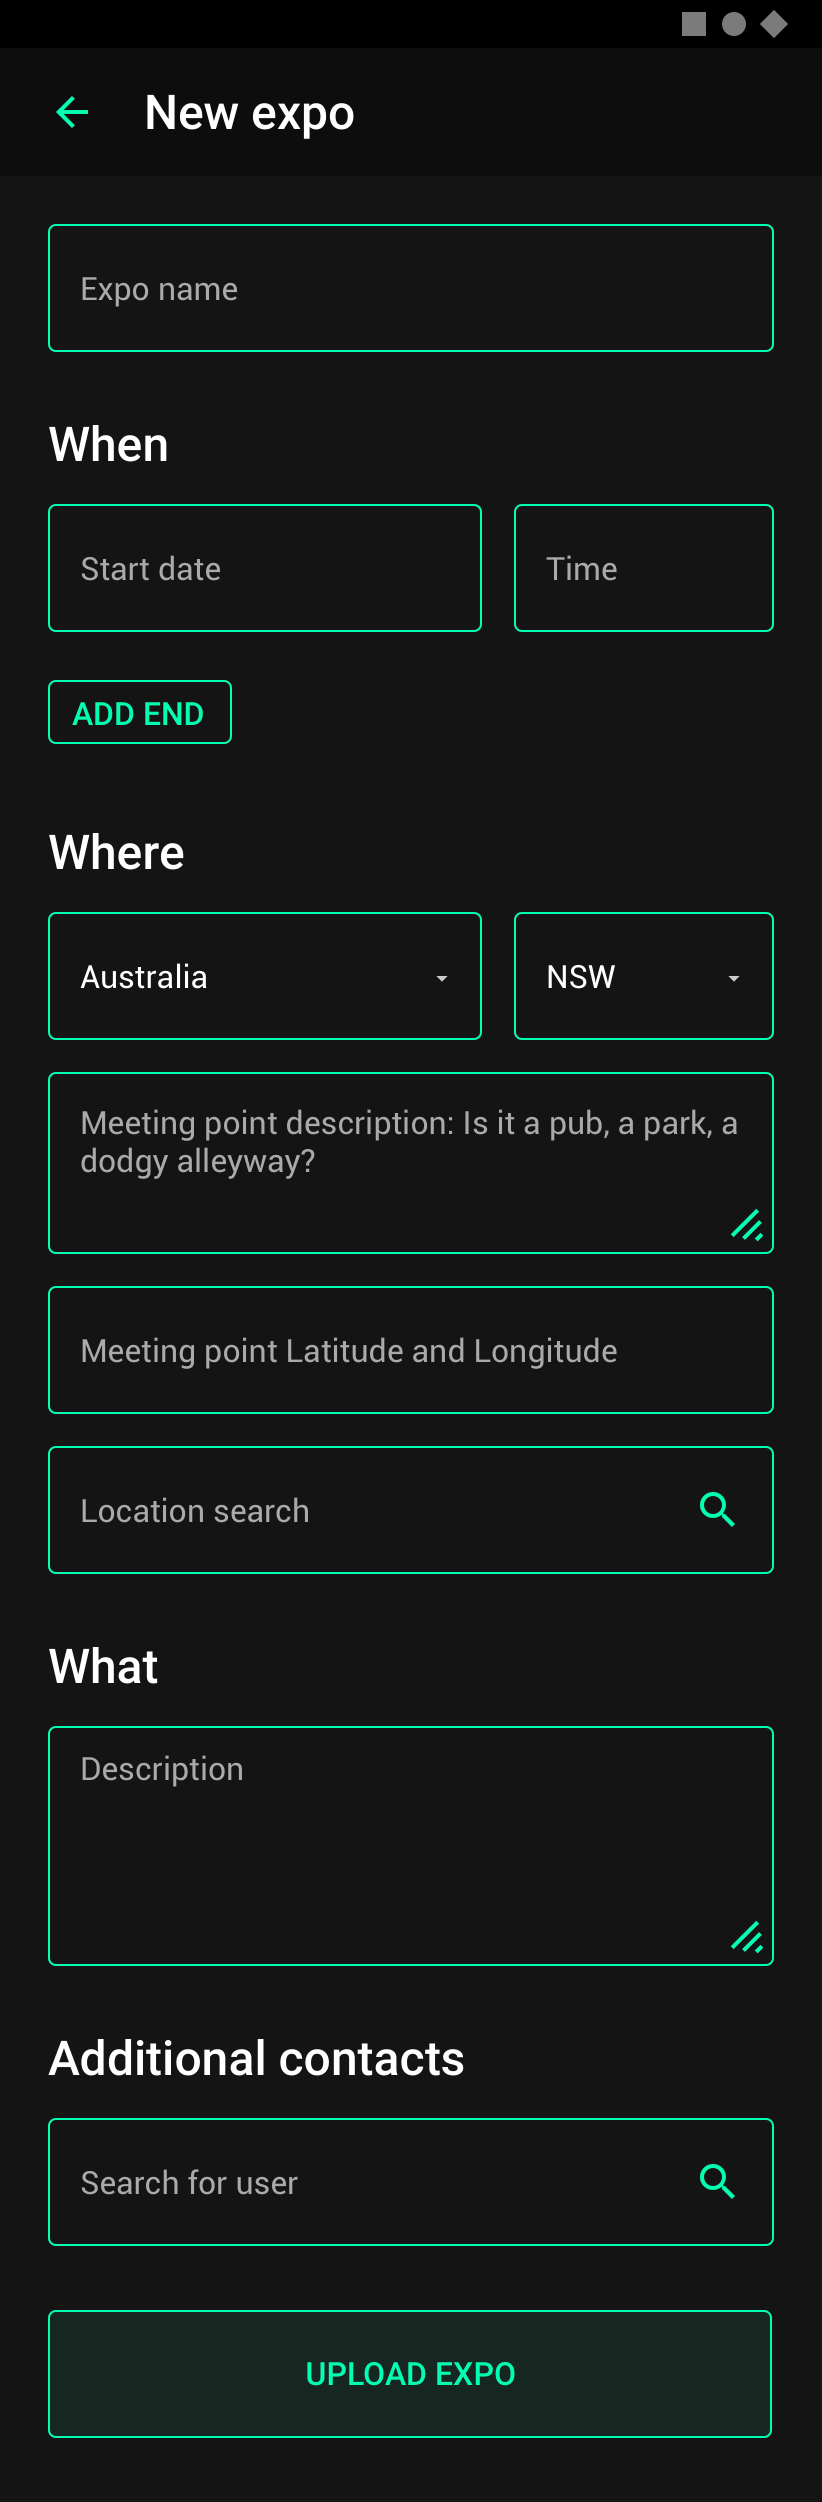 New expo
Expo name
When
Start date
Time
ADD END
Where
Australia
NSW
Meeting point description: Is it a pub, a park, a
dodgy alleyway?
Meeting point Latitude and Longitude
Location search
What
Description
Additional contacts
Search for user
UPLOAD EXPO